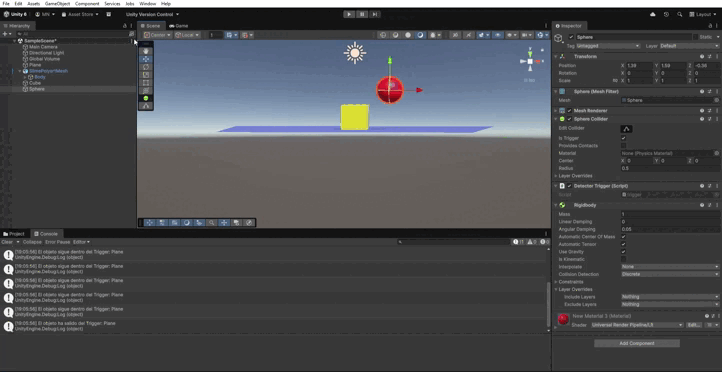 File Edit Assets GameObject Component Services Jobs Window Help
Unity 6 MN Asset Store Unity Version Control Layout
Hierarchy
All
SampleScene*
Main Camera
Directional Light
Global Volume
Plane
SlimePlayerMesh
Body
Cube
Sphere
Scene Game
Center Local 1
Project Console
Clear Collapse Error Pause Editor
[19:05:56] El objeto sigue dentro del Trigger: Plane
UnityEngine.Debug:Log (object)
[19:05:56] El objeto sigue dentro del Trigger: Plane
UnityEngine.Debug:Log (object)
[19:05:56] El objeto sigue dentro del Trigger: Plane
UnityEngine.Debug:Log (object)
[19:05:56] El objeto sigue dentro del Trigger: Plane
UnityEngine.Debug:Log (object)
[19:05:56] El objeto sigue dentro del Trigger: Plane
UnityEngine.Debug:Log (object)
[19:05:56] El objeto ha salido del Trigger: Plane
UnityEngine.Debug:Log (object)
Inspector
Sphere Static
Tag Untagged Layer Default
Transform
Position X Y Z
Rotation X 0 Y 0 Z 0
Scale X 1 Y 1 Z 1
Sphere (Mesh Filter)
Mesh Sphere
Mesh Renderer
Sphere Collider
Edit Collider
Is Trigger
Provides Contacts
Material None (Physics Material)
Center X 0 Y 0 Z 0
Radius 0.5
Layer Overrides
Detectar Trigger (Script)
Script
Rigidbody
Mass 1
Linear Damping 0
Angular Damping 0.05
Automatic Center Of Mass
Automatic Tensor
Use Gravity
Is Kinematic
Interpolate None
Collision Detection Discrete
Constraints
Layer Overrides
Include Layers Nothing
Exclude Layers Nothing
New Material 3 (Material)
Shader Universal Render Pipeline/Lit Edit...
Add Component